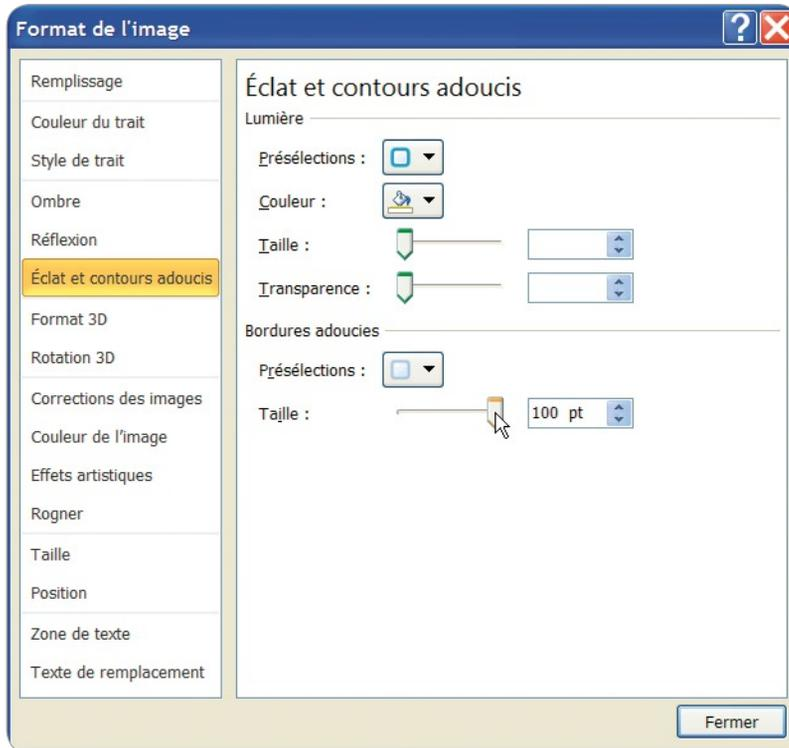 Format de l'image
?
Remplissage
Couleur du trait
Style de trait
Ombre
Réflexion
Éclat et contours adoucis
Format 3D
Rotation 3D
Corrections des images
Couleur de l'image
Effets artistiques
Rogner
Taille
Position
Zone de texte
Texte de remplacement
Éclat et contours adoucis
Lumière
Présélections :
Couleur :
Taille :
Transparence :
Bordures adoucies
Présélections :
Taille : 100 pt
Fermer